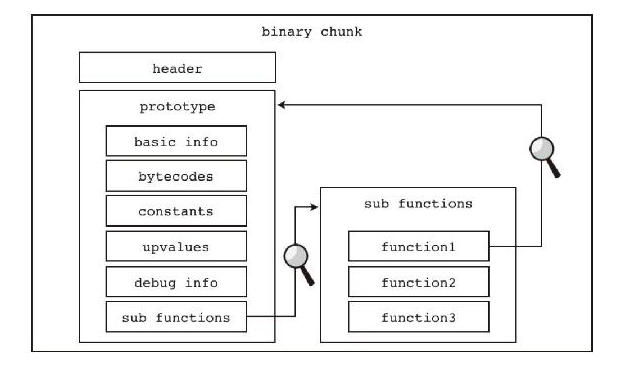 binary chunk
header
prototype
basic info
bytecodes
constants
upvalues
debug info
sub functions
sub functions
function1
function2
function3